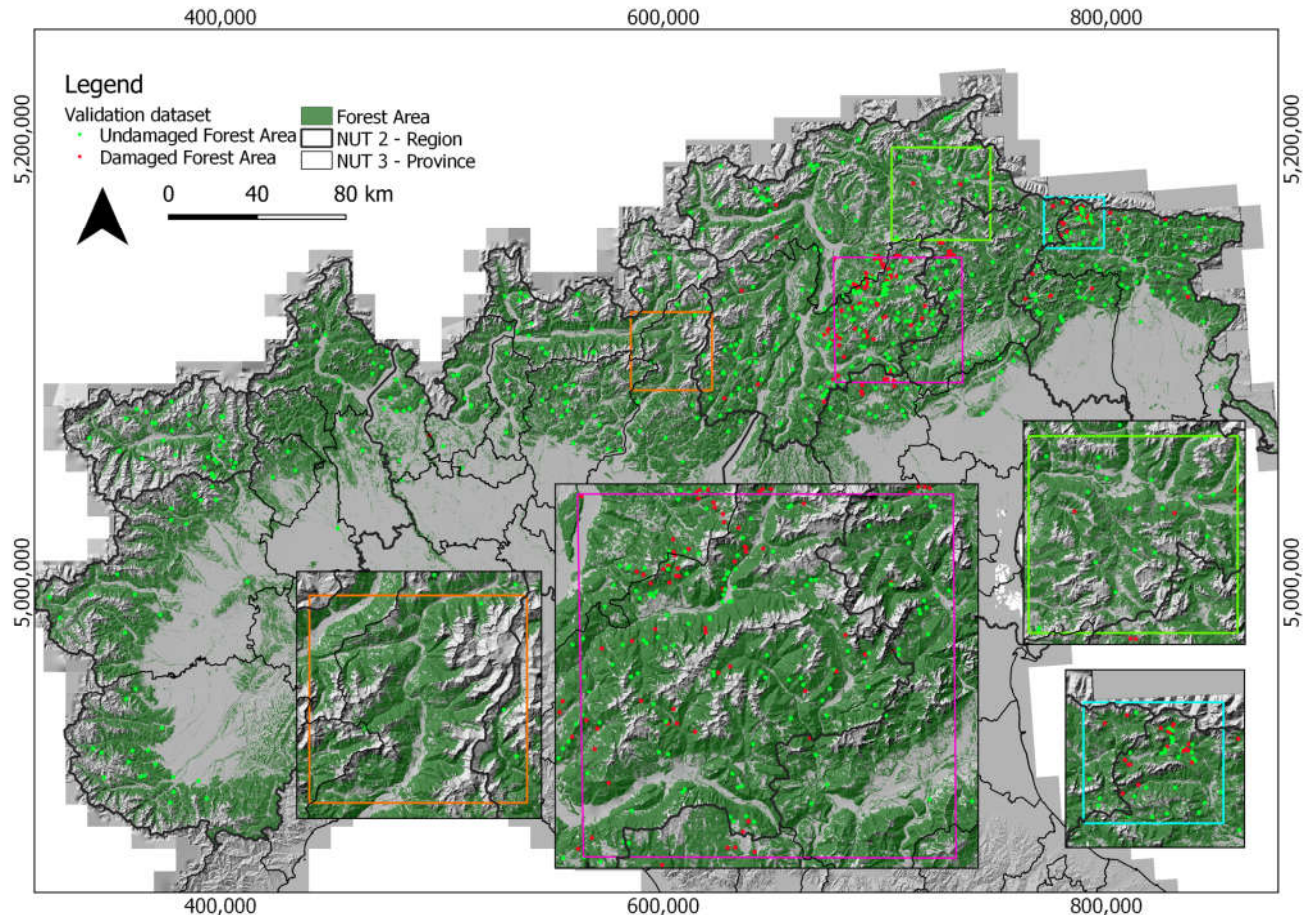 400,000 600,000 800,000
5,200,000 5,200,000
Legend
Validation dataset
Undamaged Forest Area
Damaged Forest Area
Forest Area
NUT 2 - Region
NUT 3 - Province
0 40 80 km
5,000,000 5,000,000
400,000 600,000 800,000